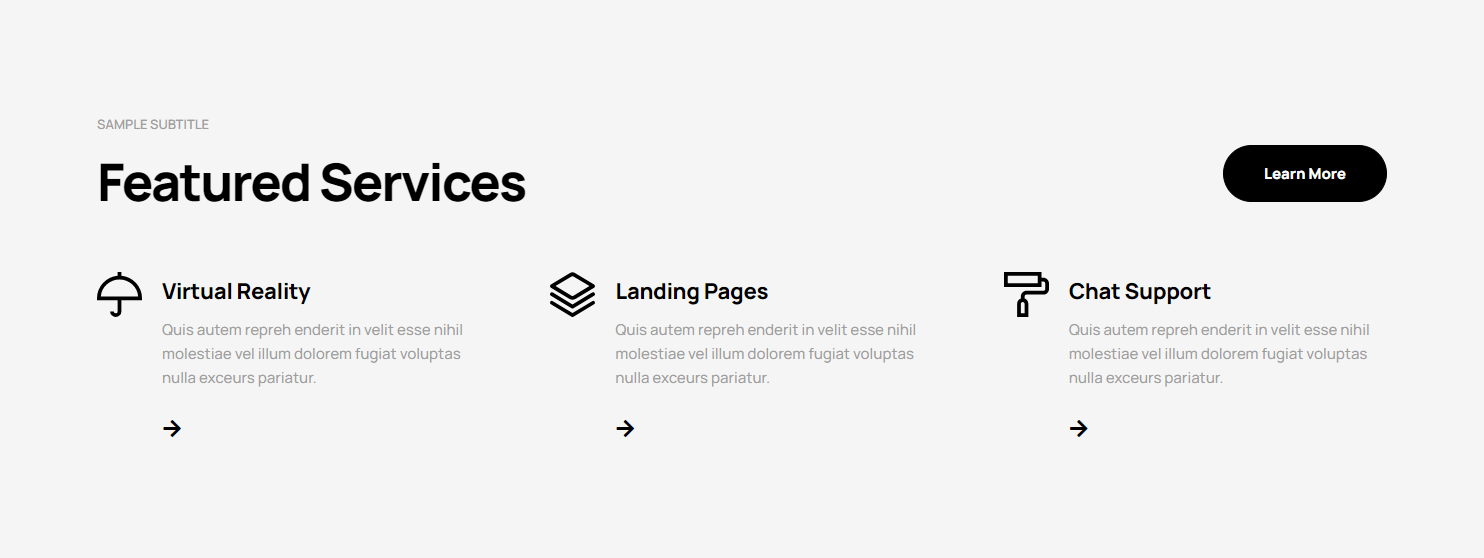 SAMPLE SUBTITLE
Featured Services
Learn More
Virtual Reality
Quis autem repreh enderit in velit esse nihil
molestiae vel illum dolorem fugiat voluptas
nulla exceurs pariatur.
Landing Pages
Quis autem repreh enderit in velit esse nihil
molestiae vel illum dolorem fugiat voluptas
nulla exceurs pariatur.
Chat Support
Quis autem repreh enderit in velit esse nihil
molestiae vel illum dolorem fugiat voluptas
nulla exceurs pariatur.